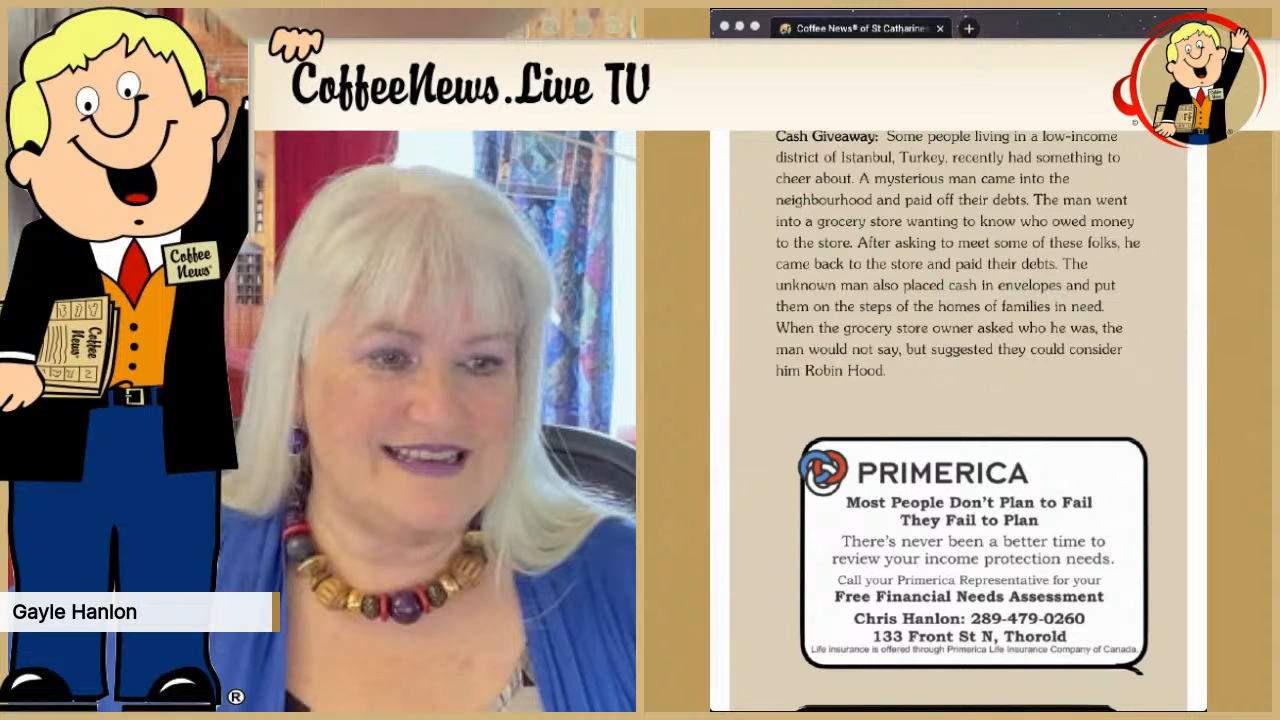 Coffee News® of St Catharines
CoffeeNews.Live TV
Coffee
News®
Coffee
News®
Gayle Hanlon
®
Cash Giveaway: Some people living in a low-income
district of Istanbul, Turkey, recently had something to
cheer about. A mysterious man came into the
neighbourhood and paid off their debts. The man went
into a grocery store wanting to know who owed money
to the store. After asking to meet some of these folks, he
came back to the store and paid their debts. The
unknown man also placed cash in envelopes and put
them on the steps of the homes of families in need.
When the grocery store owner asked who he was, the
man would not say, but suggested they could consider
him Robin Hood.
PRIMERICA
Most People Don't Plan to Fail
They Fail to Plan
There's never been a better time to
review your income protection needs.
Call your Primerica Representative for your
Free Financial Needs Assessment
Chris Hanlon: 289-479-0260
133 Front St N, Thorold
Life insurance is offered through Primerica Life Insurance Company of Canada.